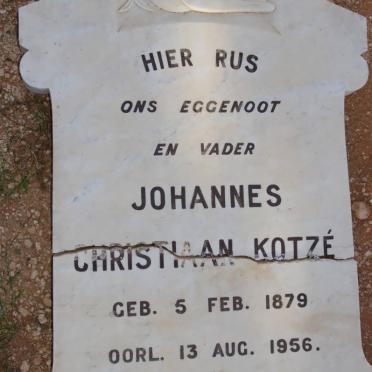 HIER RUS
ONS EGGENOOT
EN VADER
JOHANNES
CHRISTIAAN KOTZÉ
GEB. 5 FEB. 1879
OORL. 13 AUG. 1956.